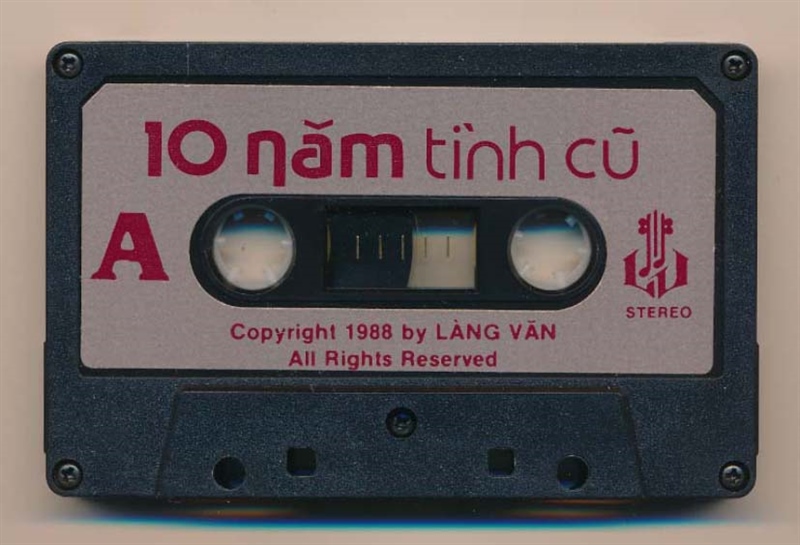 10 năm tình cũ
A
STEREO
Copyright 1988 by LÀNG VĂN
All Rights Reserved